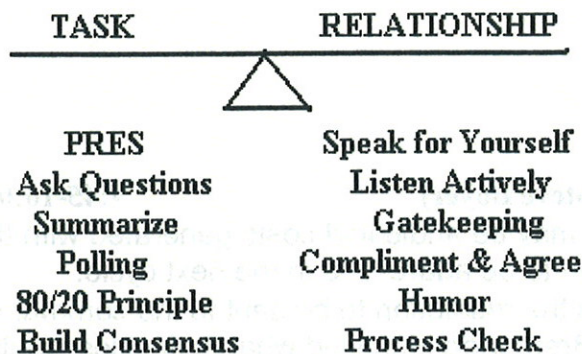 TASK RELATIONSHIP
PRES Speak for Yourself
Ask Questions Listen Actively
Summarize Gatekeeping
Polling Compliment & Agree
80/20 Principle Humor
Build Consensus Process Check